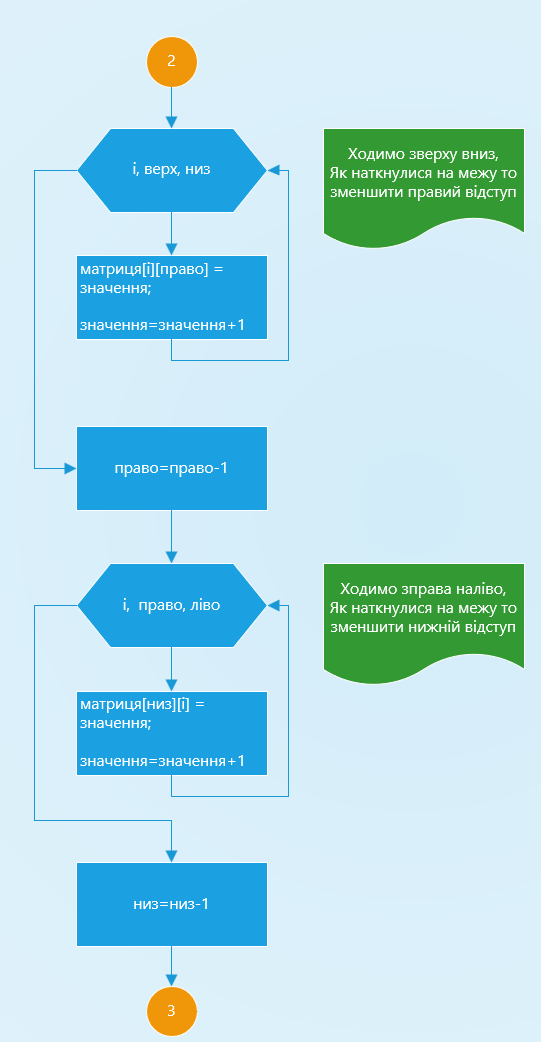 2
і, верх, низ
Ходимо зверху вниз,
Як наткнулися на межу то
зменшити правий відступ
матриця[і][право] =
значення;
значення=значення+1
право=право-1
і,  право, ліво
Ходимо зправа наліво,
Як наткнулися на межу то
зменшити нижній відступ
матриця[низ][і] =
значення;
значення=значення+1
низ=низ-1
3